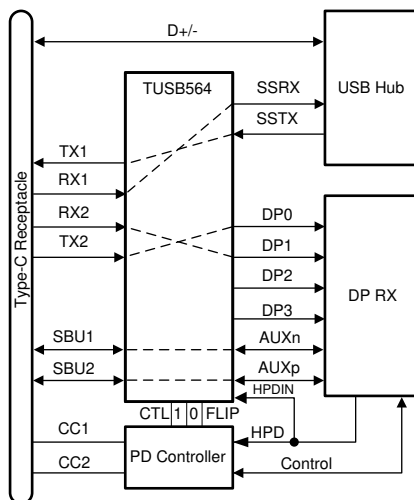 D+/-
TUSB564
SSRX
USB Hub
SSTX
TX1
RX1
RX2
DP0
TX2
DP1
DP2
DP RX
DP3
Type-C Receptacle
SBU1
AUXn
SBU2
AUXp
HPDIN
CTL 1 0 FLIP
CC1
HPD
PD Controller
CC2
Control